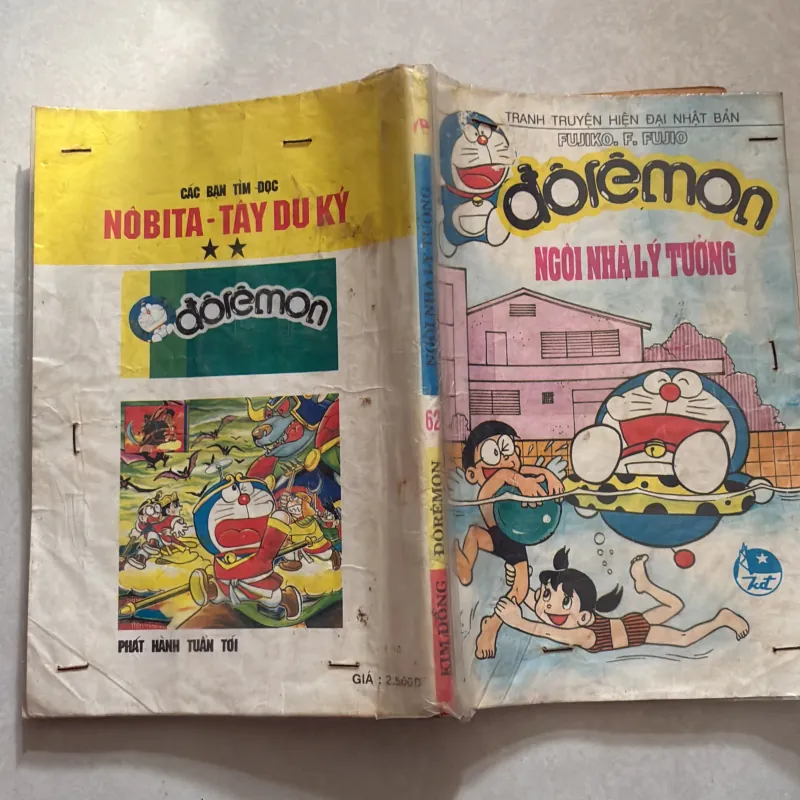 CÁC BẠN TÌM ĐỌC
NÔBITA - TÂY DU KÝ
đôrêmon
PHÁT HÀNH TUẦN TỚI
GIÁ : 2.500Đ
NGÔI NHÀ LÝ TƯỞNG
62
ĐÔRÊMON
KIM ĐỒNG
TRANH TRUYỆN HIỆN ĐẠI NHẬT BẢN
FUJIKO. F. FUJIO
đôrêmon
NGÔI NHÀ LÝ TƯỞNG